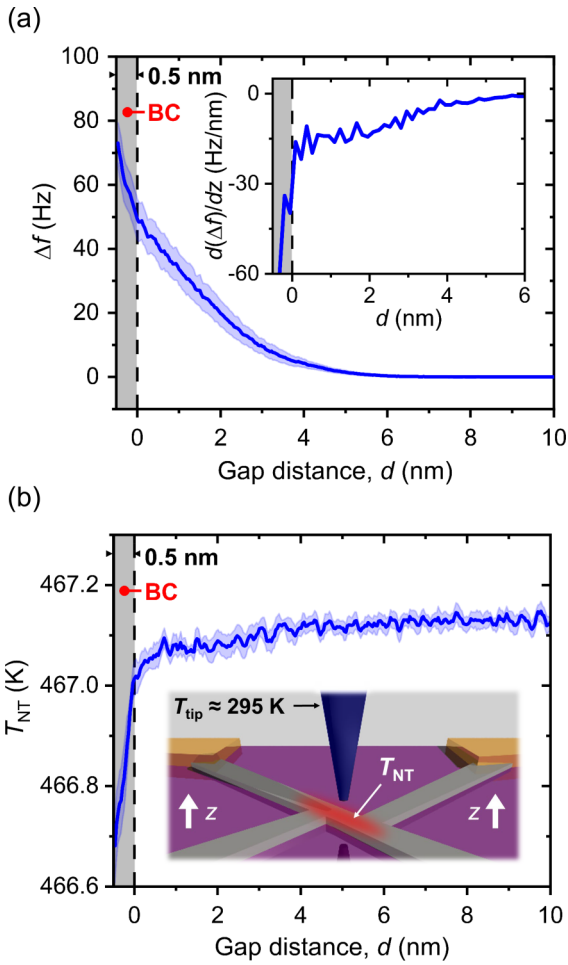 (a)
100
80
60
40
20
0
Δf (Hz)
0.5 nm
BC
0
-30
-60
d(Δf)/dz (Hz/nm)
0 2 4 6
d (nm)
0 2 4 6 8 10
Gap distance, d (nm)
(b)
467.2
467.0
466.8
466.6
T_NT (K)
0.5 nm
BC
T_tip ≈ 295 K
T_NT
z
z
0 2 4 6 8 10
Gap distance, d (nm)